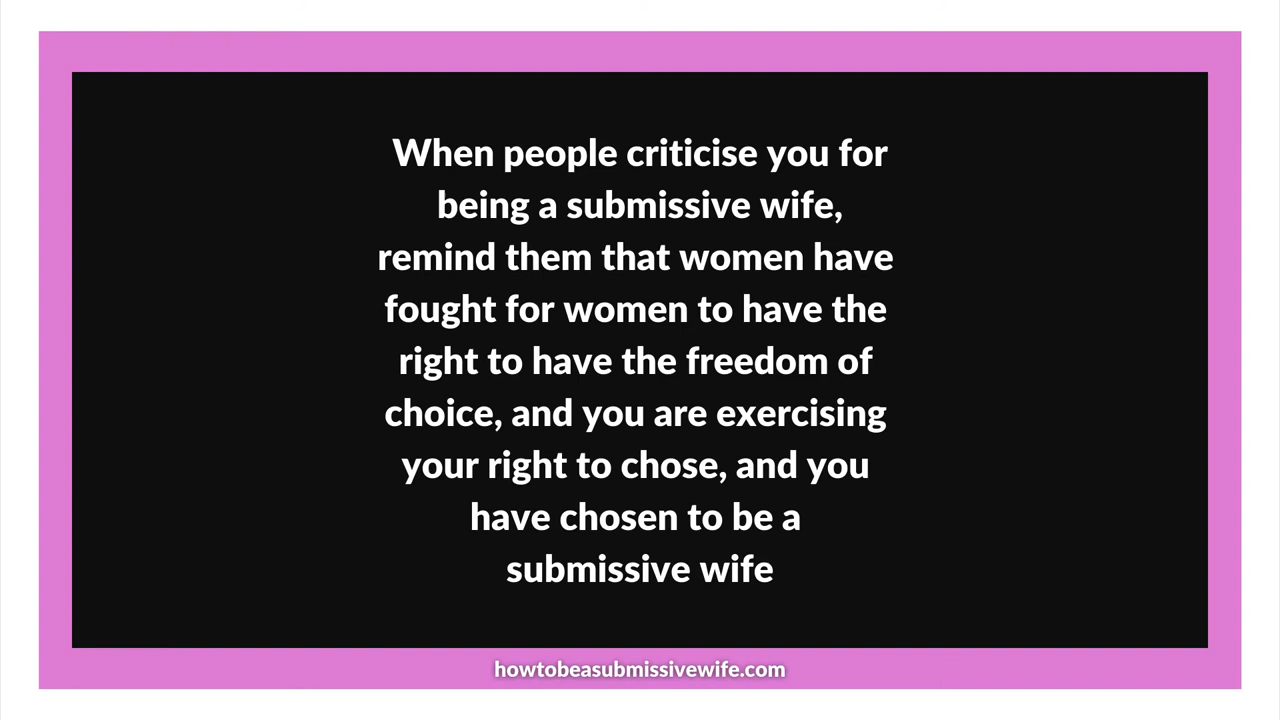 When people criticise you for
being a submissive wife,
remind them that women have
fought for women to have the
right to have the freedom of
choice, and you are exercising
your right to chose, and you
have chosen to be a
submissive wife
howtobeasubmissivewife.com